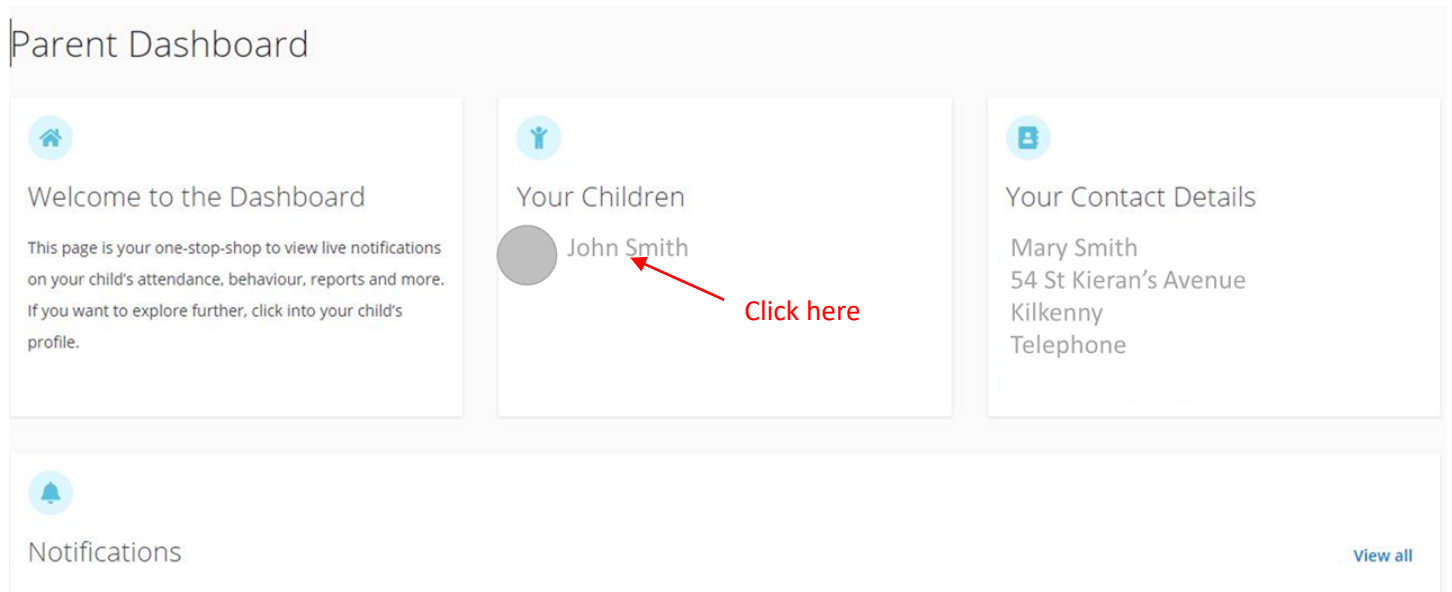 Parent Dashboard
Welcome to the Dashboard
This page is your one-stop-shop to view live notifications
on your child's attendance, behaviour, reports and more.
If you want to explore further, click into your child's
profile.
Your Children
John Smith
Click here
Your Contact Details
Mary Smith
54 St Kieran's Avenue
Kilkenny
Telephone
Notifications
View all